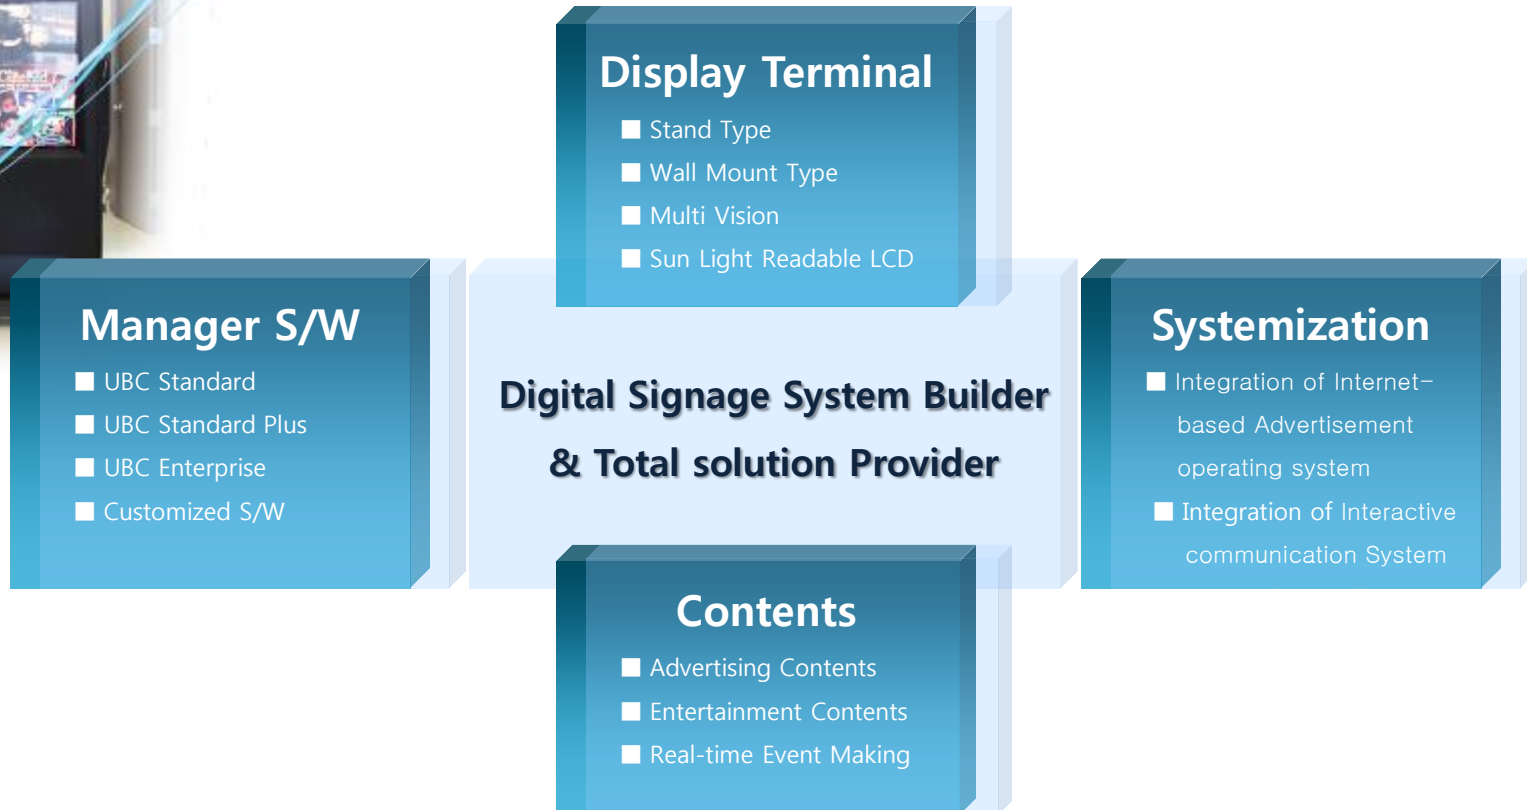 Display Terminal
■ Stand Type
■ Wall Mount Type
■ Multi Vision
■ Sun Light Readable LCD
Manager S/W
■ UBC Standard
■ UBC Standard Plus
■ UBC Enterprise
■ Customized S/W
Digital Signage System Builder
& Total solution Provider
Systemization
■ Integration of Internet-
based Advertisement
operating system
■ Integration of Interactive
communication System
Contents
■ Advertising Contents
■ Entertainment Contents
■ Real-time Event Making